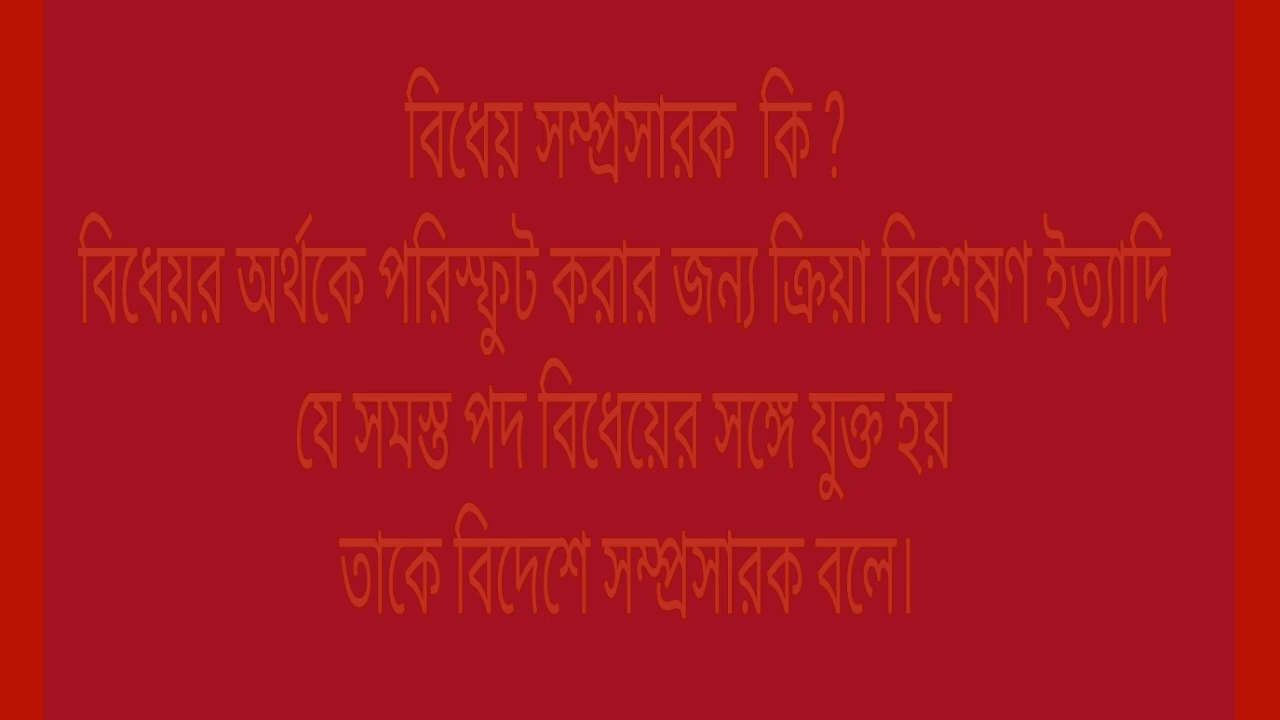 বিধেয় সম্প্রসারক কি ?
বিধেয়র অর্থকে পরিস্ফুট করার জন্য ক্রিয়া বিশেষণ ইত্যাদি
যে সমস্ত পদ বিধেয়ের সঙ্গে যুক্ত হয়
তাকে বিদেশে সম্প্রসারক বলে।